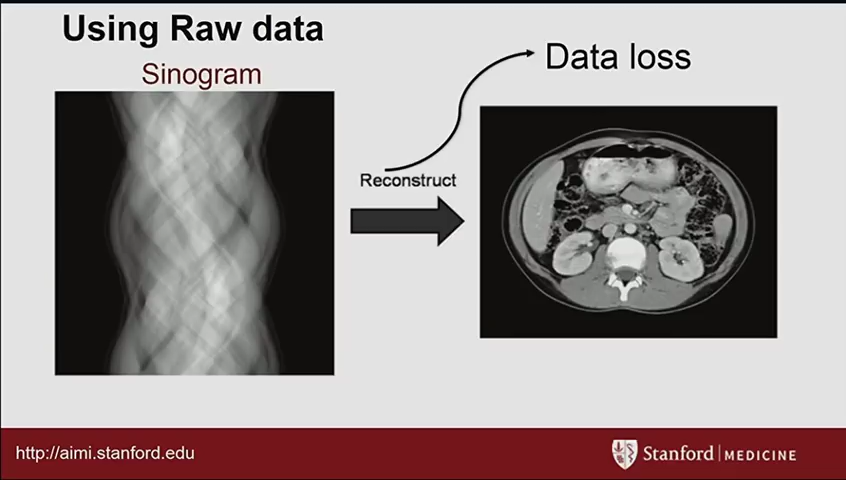 Using Raw data
Sinogram
Data loss
Reconstruct
http://aimi.stanford.edu
Stanford MEDICINE